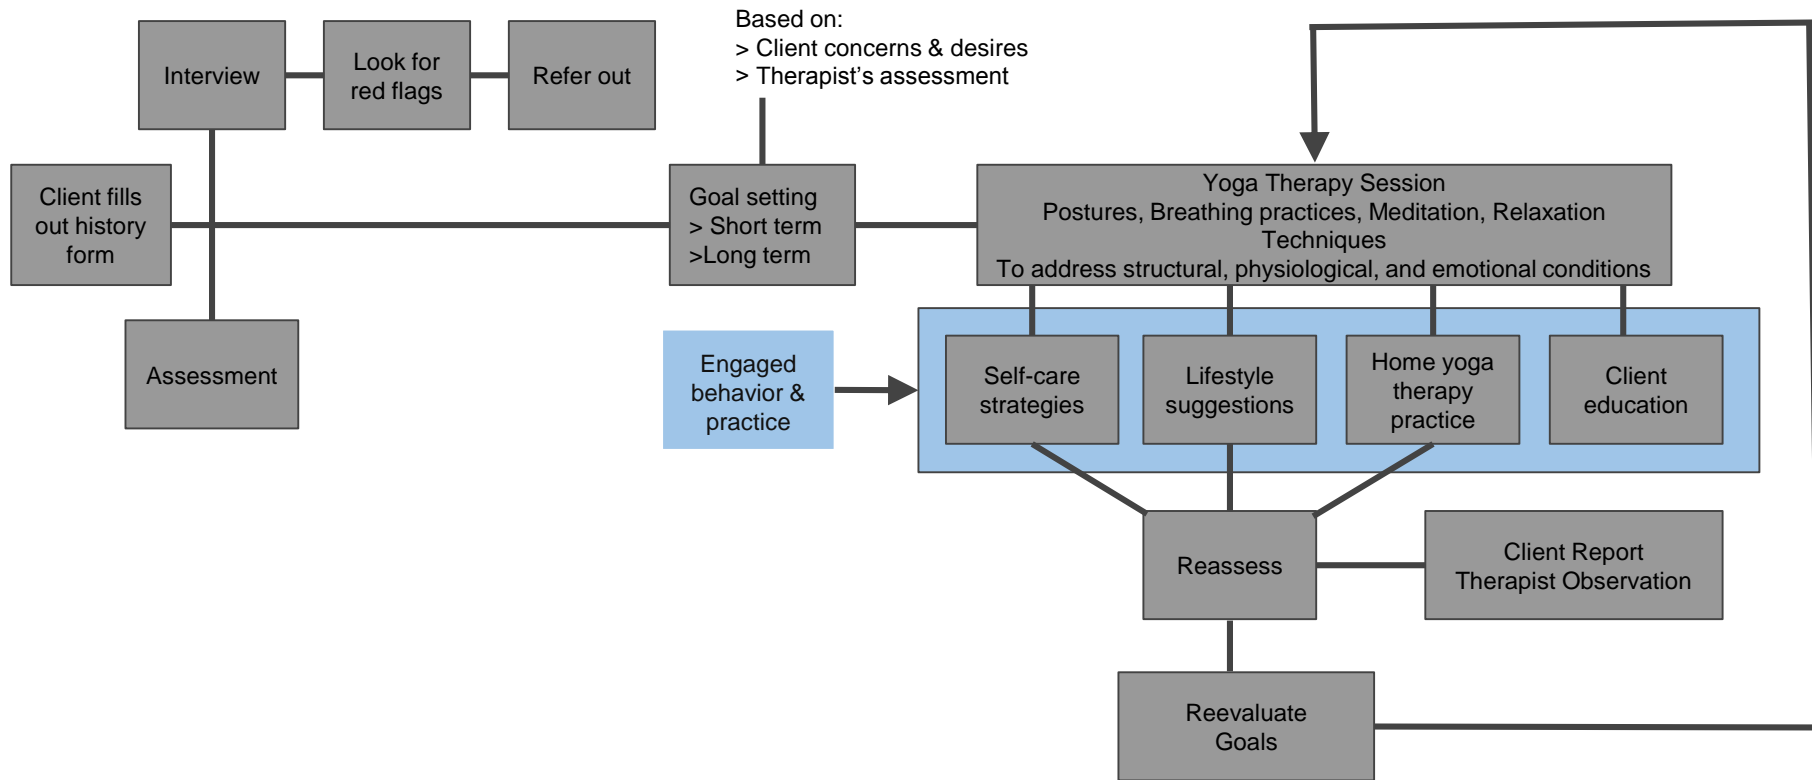 Based on:
> Client concerns & desires
> Therapist’s assessment
Interview
Look for
red flags
Refer out
Client fills
out history
form
Goal setting
> Short term
>Long term
Yoga Therapy Session
Postures, Breathing practices, Meditation, Relaxation
Techniques
To address structural, physiological, and emotional conditions
Assessment
Engaged
behavior &
practice
Self-care
strategies
Lifestyle
suggestions
Home yoga
therapy
practice
Client
education
Reassess
Client Report
Therapist Observation
Reevaluate
Goals